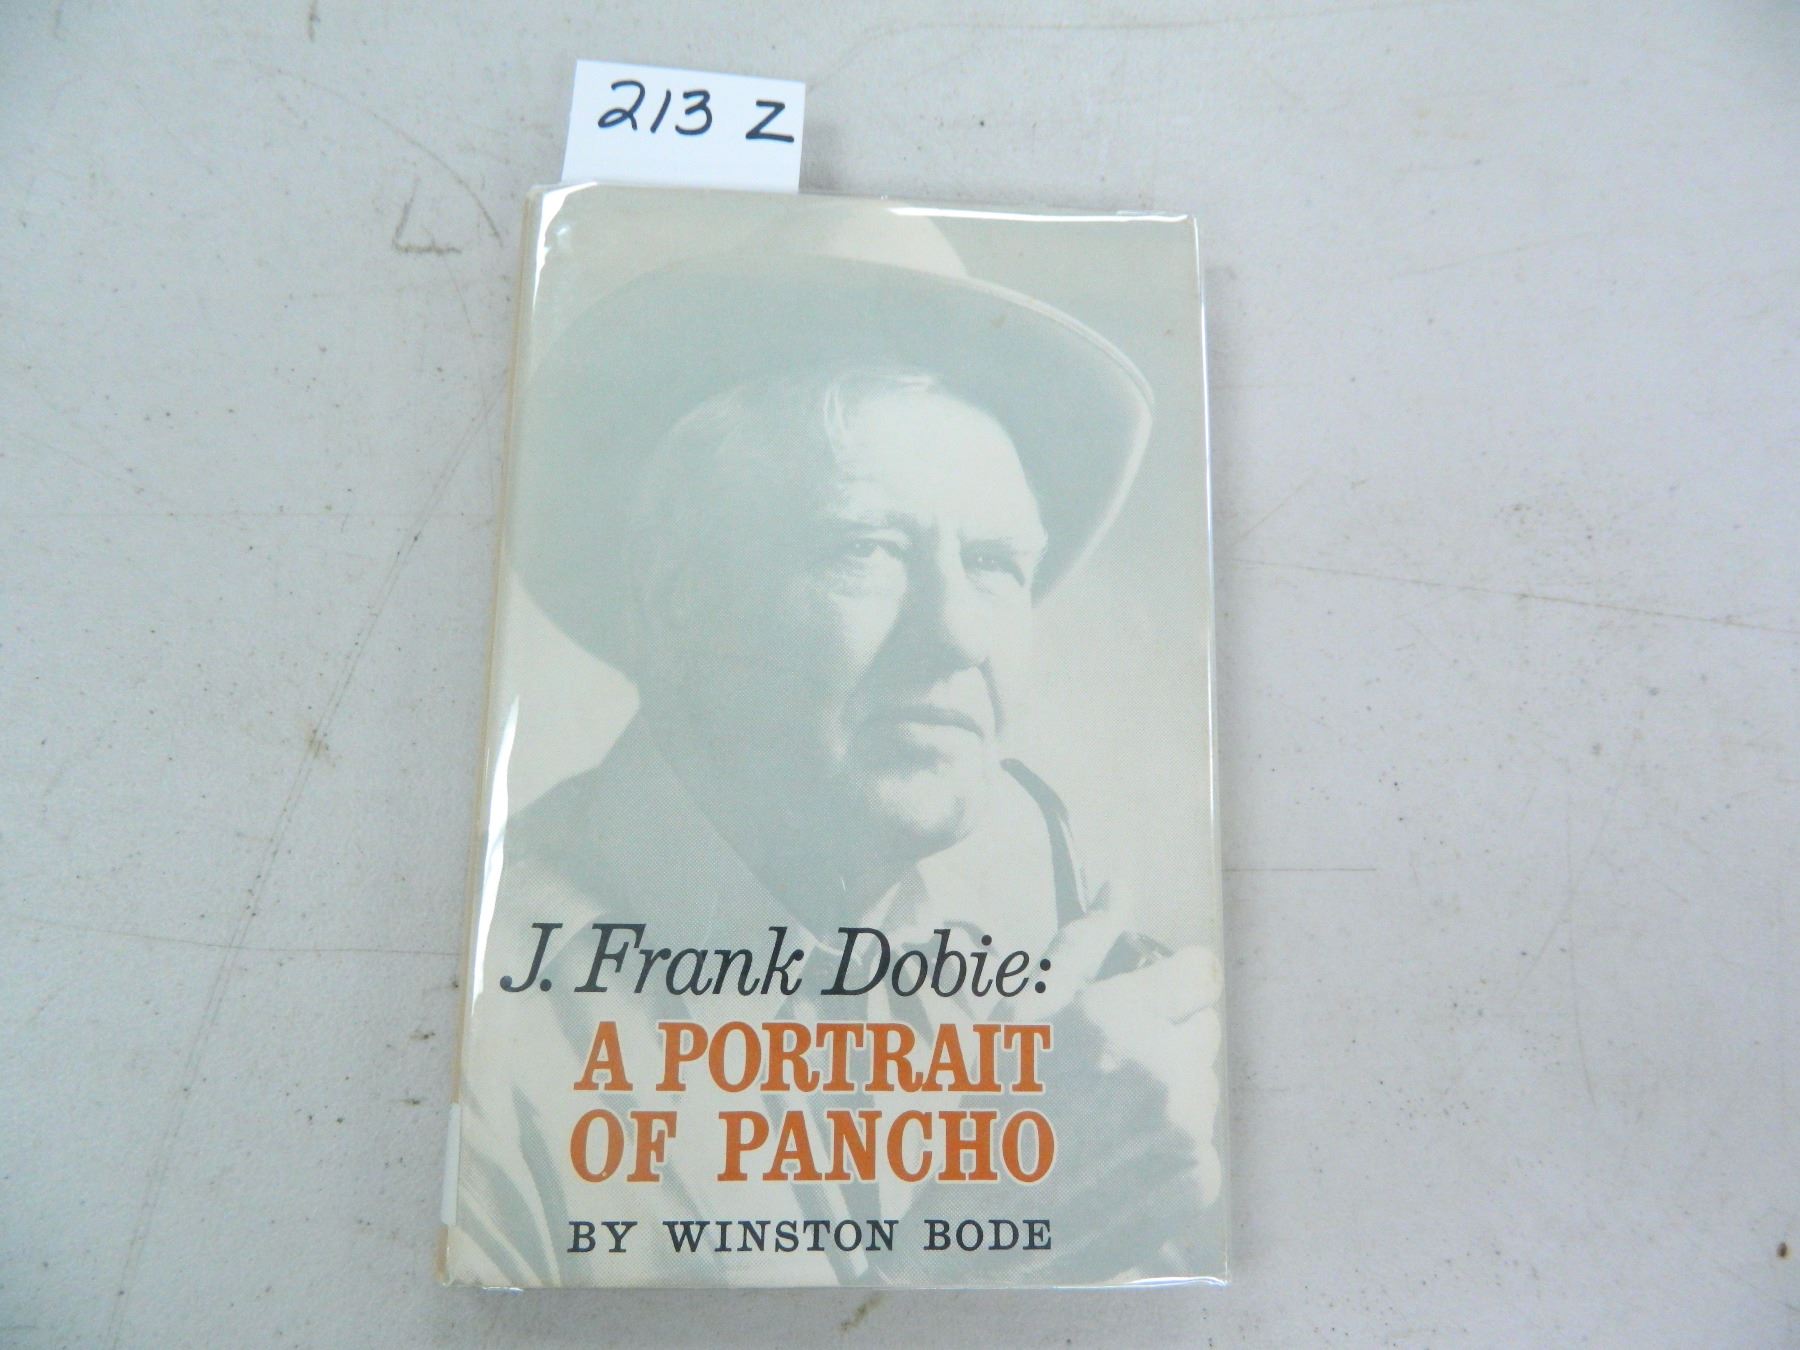 213 Z
J. Frank Dobie:
A PORTRAIT
OF PANCHO
BY WINSTON BODE